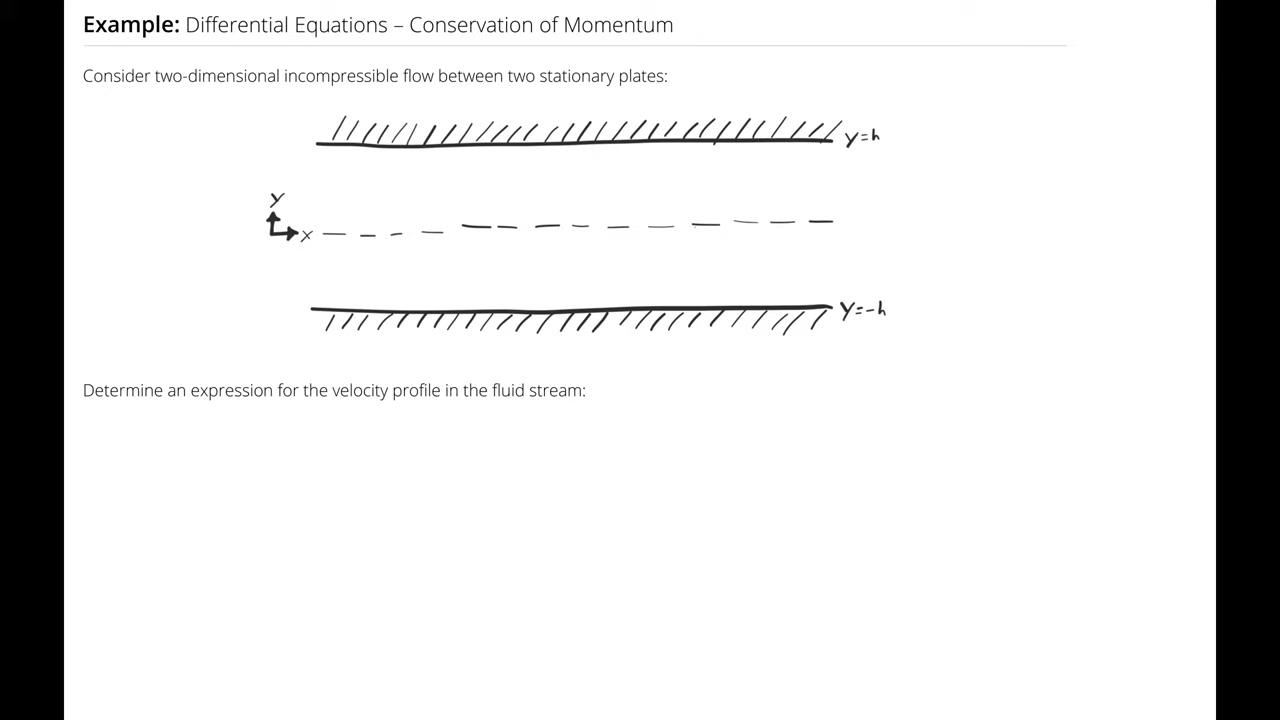 Example: Differential Equations – Conservation of Momentum
Consider two-dimensional incompressible flow between two stationary plates:
y=h
y
x
y=-h
Determine an expression for the velocity profile in the fluid stream: